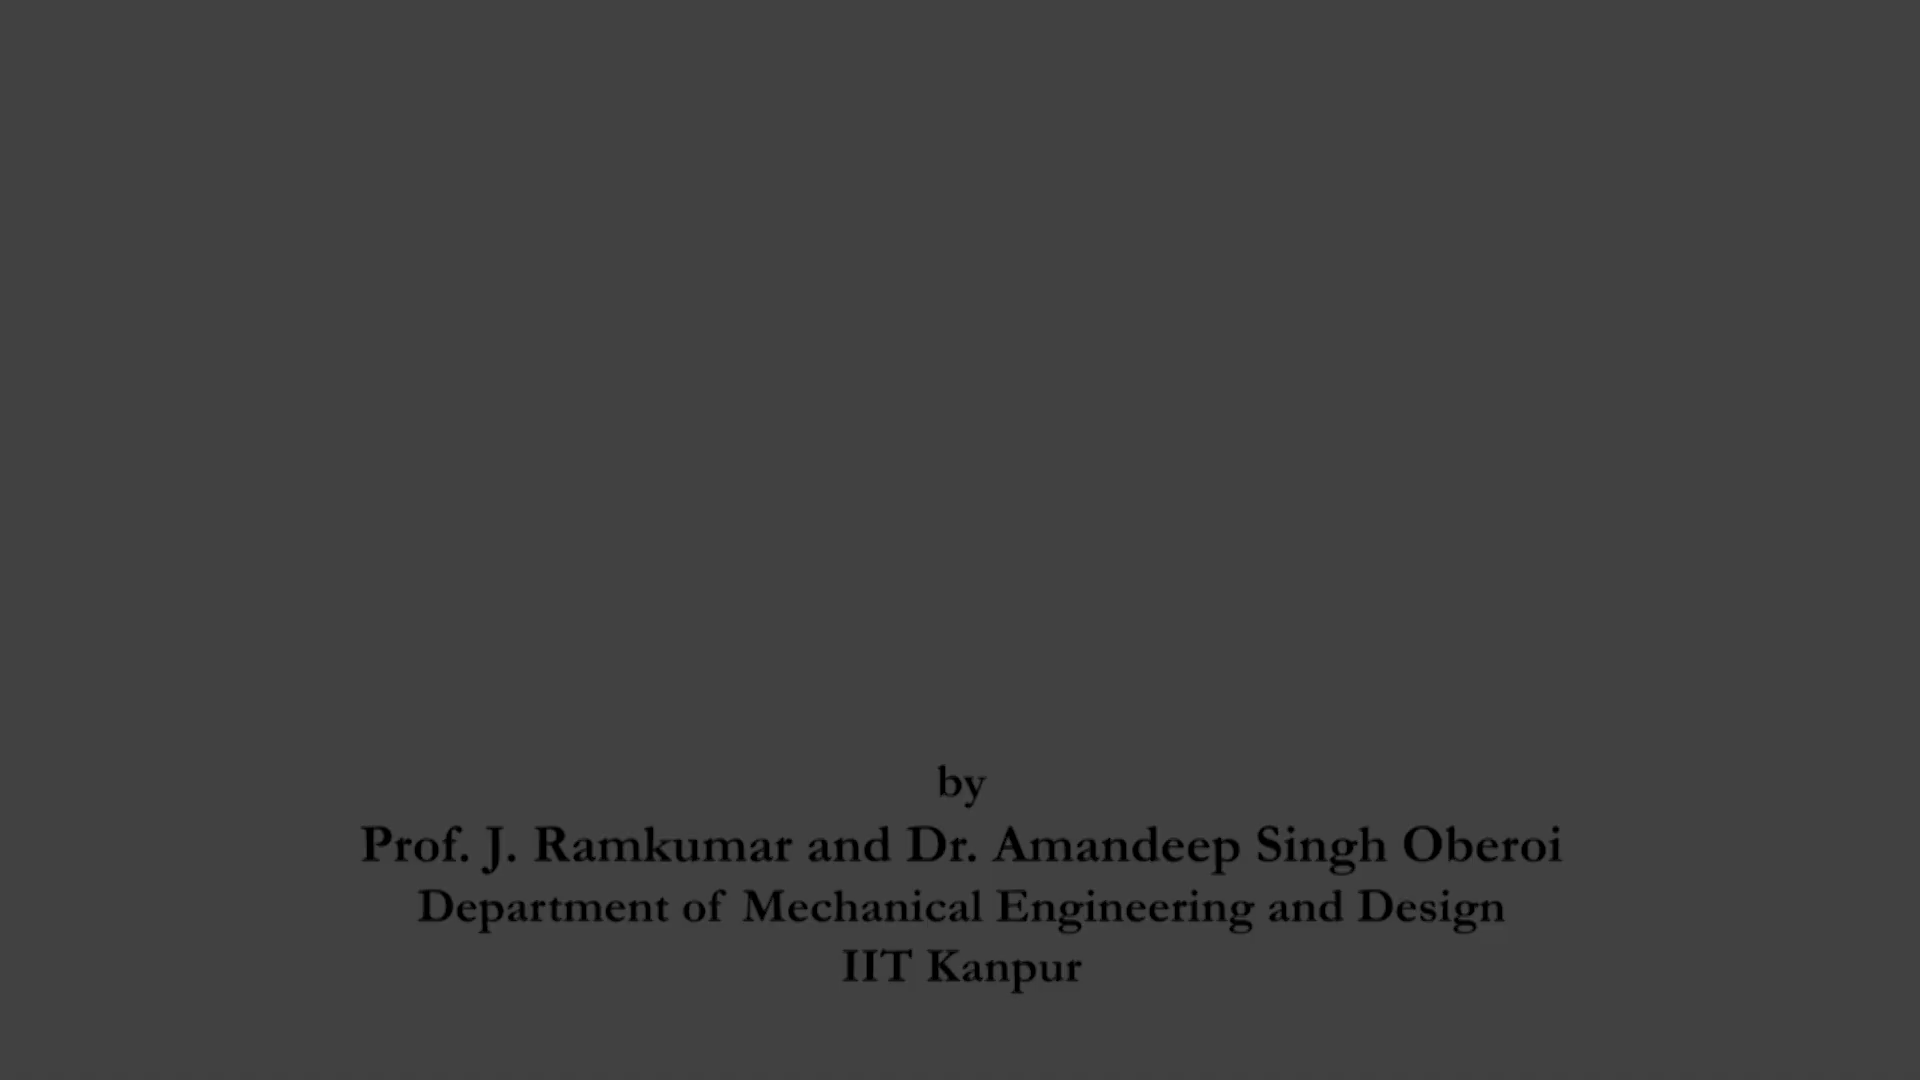 by
Prof. J. Ramkumar and Dr. Amandeep Singh Oberoi
Department of Mechanical Engineering and Design
IIT Kanpur